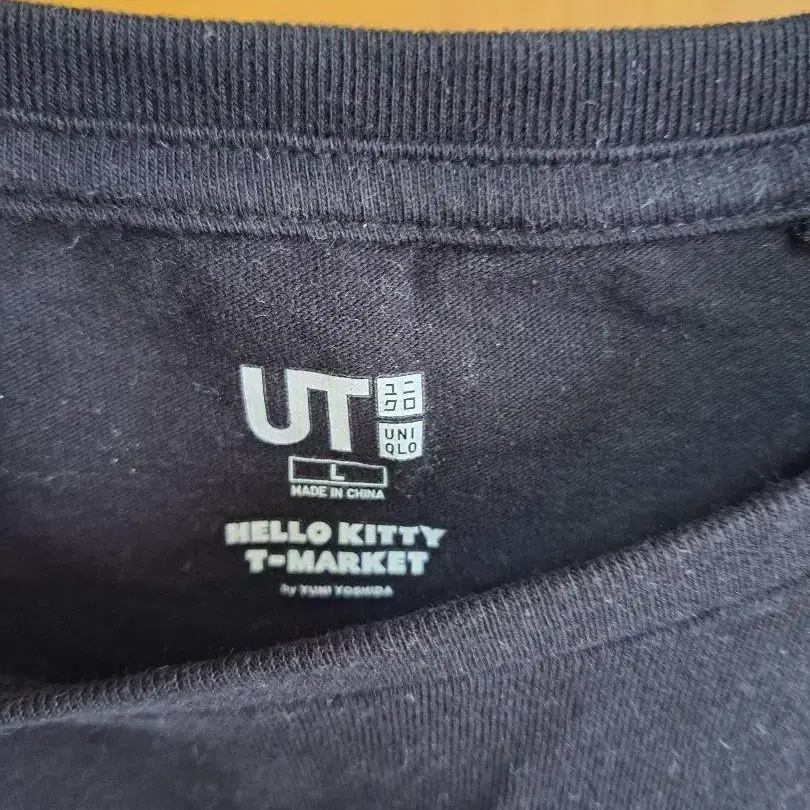 UT
ユニ
クロ
UNI
QLO
L
MADE IN CHINA
HELLO KITTY
T-MARKET
by YUNI YOSHIDA